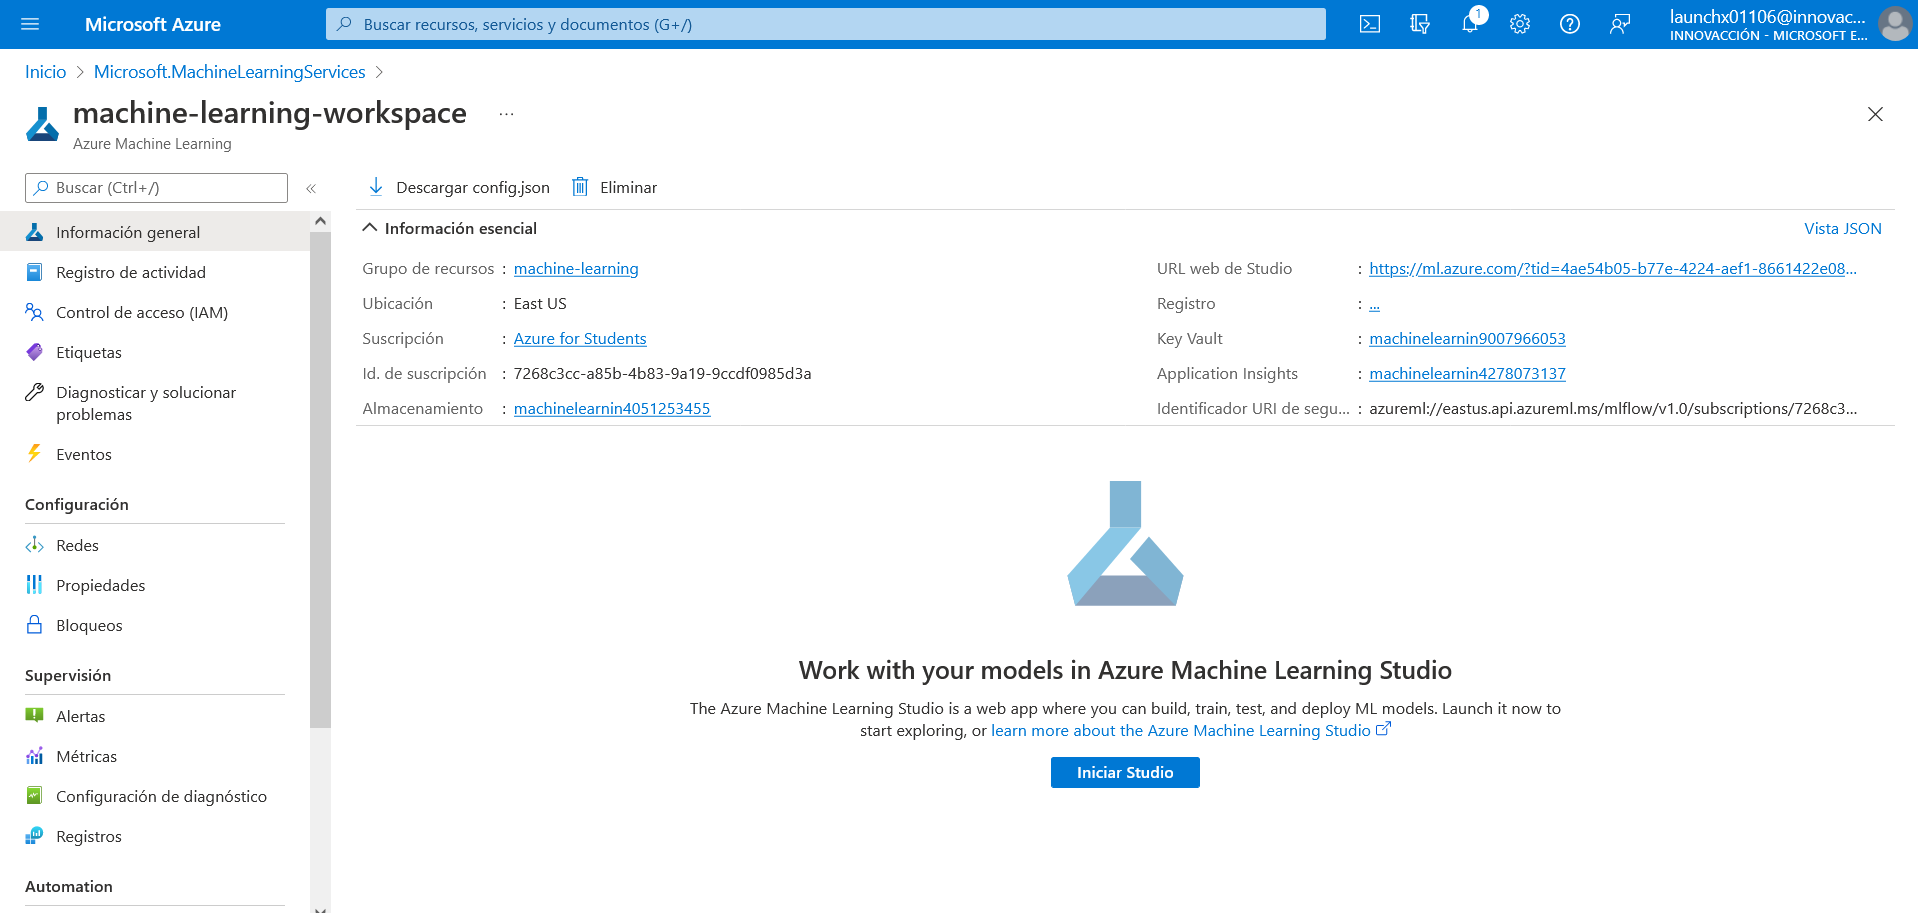 Microsoft Azure
Buscar recursos, servicios y documentos (G+/)
1
launchx01106@innovac...
INNOVACCIÓN - MICROSOFT E...
Inicio > Microsoft.MachineLearningServices >
machine-learning-workspace ...
Azure Machine Learning
Buscar (Ctrl+/)
«
Información general
Registro de actividad
Control de acceso (IAM)
Etiquetas
Diagnosticar y solucionar
problemas
Eventos
Configuración
Redes
Propiedades
Bloqueos
Supervisión
Alertas
Métricas
Configuración de diagnóstico
Registros
Automation
Descargar config.json
Eliminar
Información esencial
Vista JSON
Grupo de recursos : machine-learning
Ubicación : East US
Suscripción : Azure for Students
Id. de suscripción : 7268c3cc-a85b-4b83-9a19-9ccdf0985d3a
Almacenamiento : machinelearnin4051253455
URL web de Studio : https://ml.azure.com/?tid=4ae54b05-b77e-4224-aef1-8661422e08...
Registro : ...
Key Vault : machinelearnin9007966053
Application Insights : machinelearnin4278073137
Identificador URI de segu... : azureml://eastus.api.azureml.ms/mlflow/v1.0/subscriptions/7268c3...
Work with your models in Azure Machine Learning Studio
The Azure Machine Learning Studio is a web app where you can build, train, test, and deploy ML models. Launch it now to
start exploring, or learn more about the Azure Machine Learning Studio
Iniciar Studio